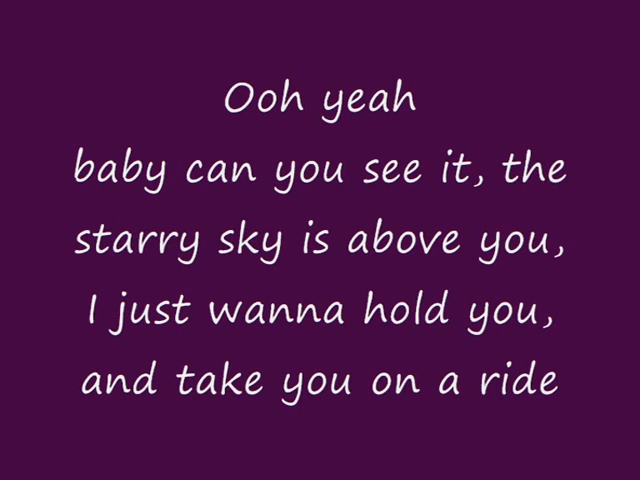 Ooh yeah
baby can you see it, the
starry sky is above you,
I just wanna hold you,
and take you on a ride